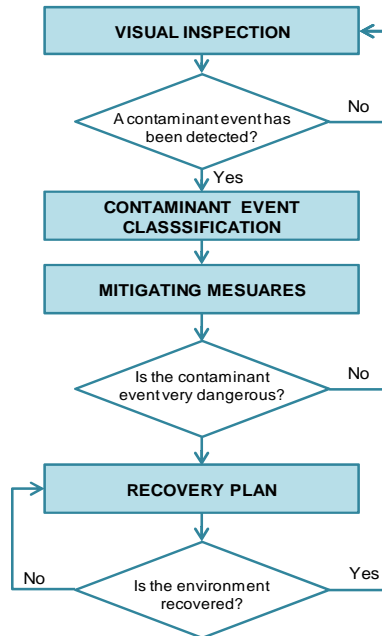 VISUAL INSPECTION
A contaminant event has
been detected?
No
Yes
CONTAMINANT EVENT
CLASSSIFICATION
MITIGATING MESUARES
Is the contaminant
event very dangerous?
No
RECOVERY PLAN
Is the environment
recovered?
No
Yes